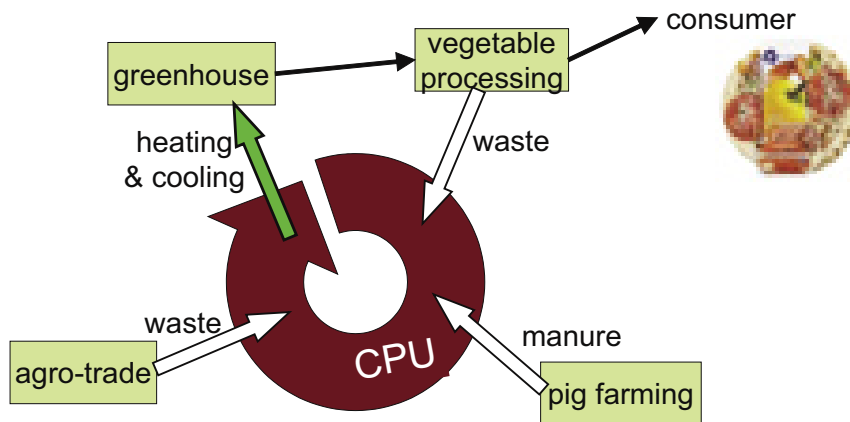 consumer
vegetable
processing
greenhouse
heating
& cooling
waste
waste
manure
CPU
agro-trade
pig farming